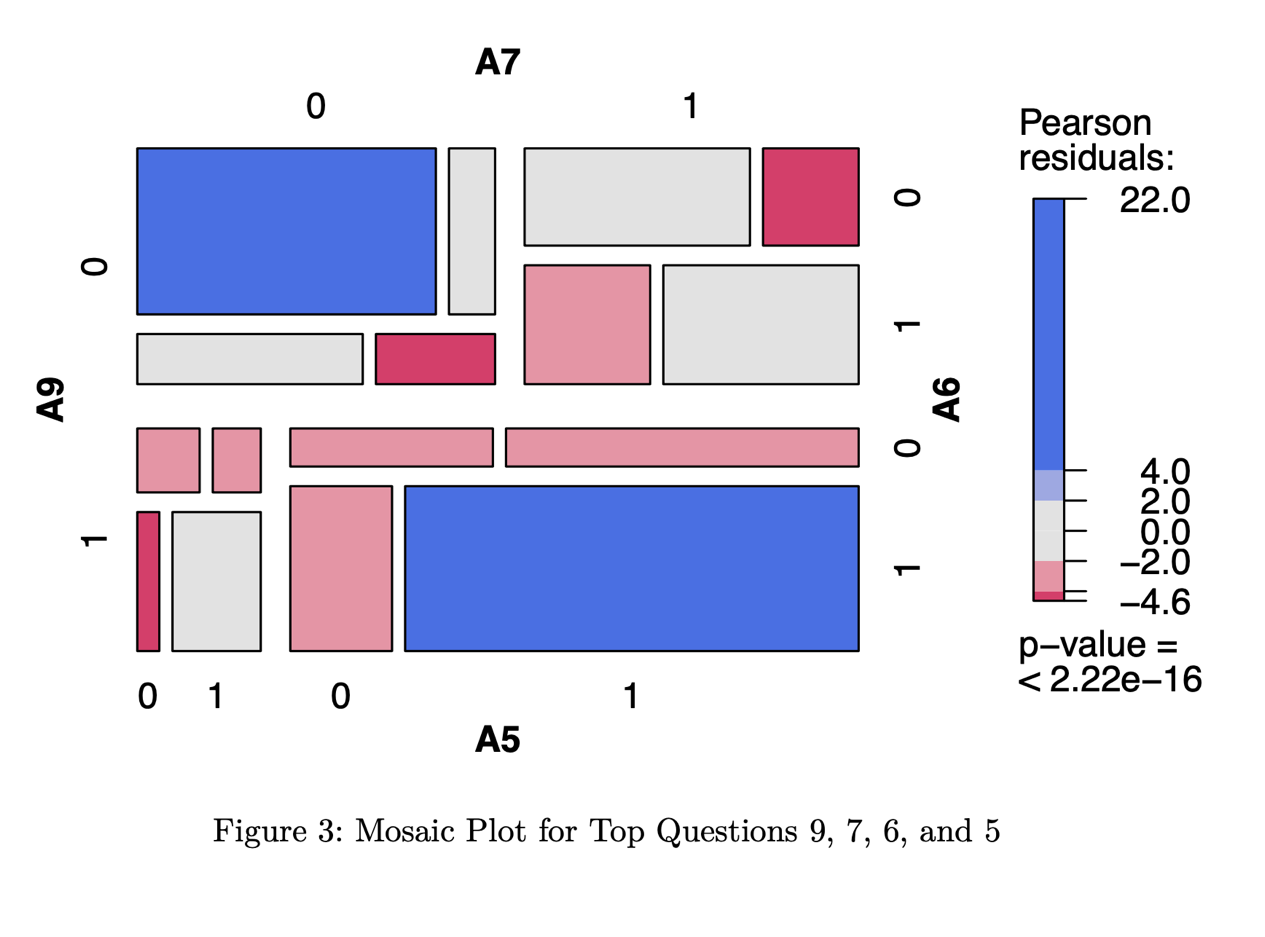 A7
0 1
Pearson
residuals:
22.0
4.0
2.0
0.0
−2.0
−4.6
p−value =
< 2.22e−16
A9
0
1
A6
0
1
0
1
0 1 0 1
A5
Figure 3: Mosaic Plot for Top Questions 9, 7, 6, and 5